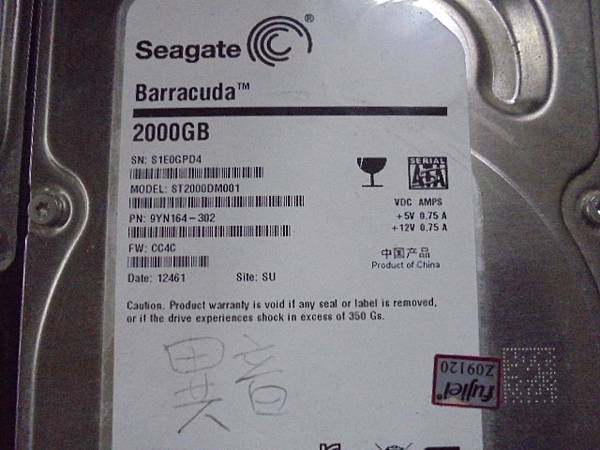 Seagate ®
Barracuda™
2000GB
SN: S1E0GPD4
MODEL: ST2000DM001
PN: 9YN164-302
FW: CC4C
Date: 12461 Site: SU
SERIAL
ATA
VDC AMPS
+5V 0.75 A
+12V 0.75 A
中国产品
Product of China
Caution. Product warranty is void if any seal or label is removed,
or if the drive experiences shock in excess of 350 Gs.
異音
fujiei
Z09120